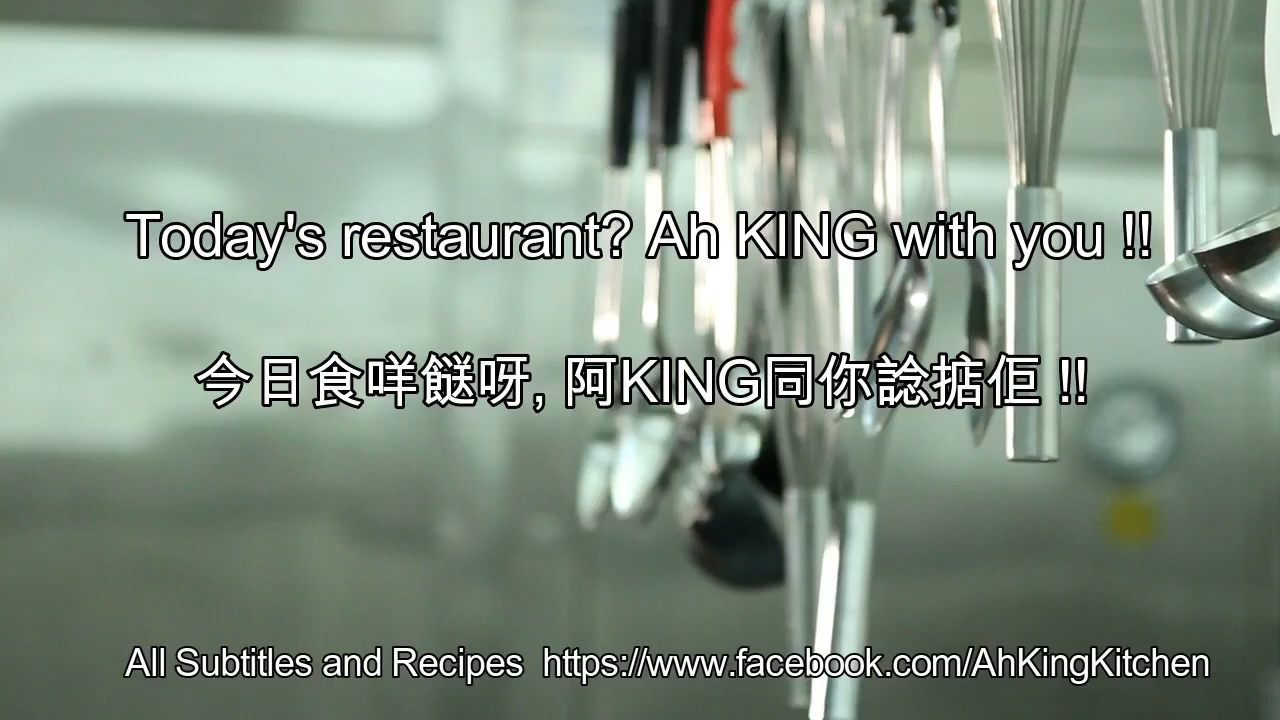 Today's restaurant? Ah KING with you !!
今日食咩餸呀, 阿KING同你諗掂佢 !!
All Subtitles and Recipes https://www.facebook.com/AhKingKitchen